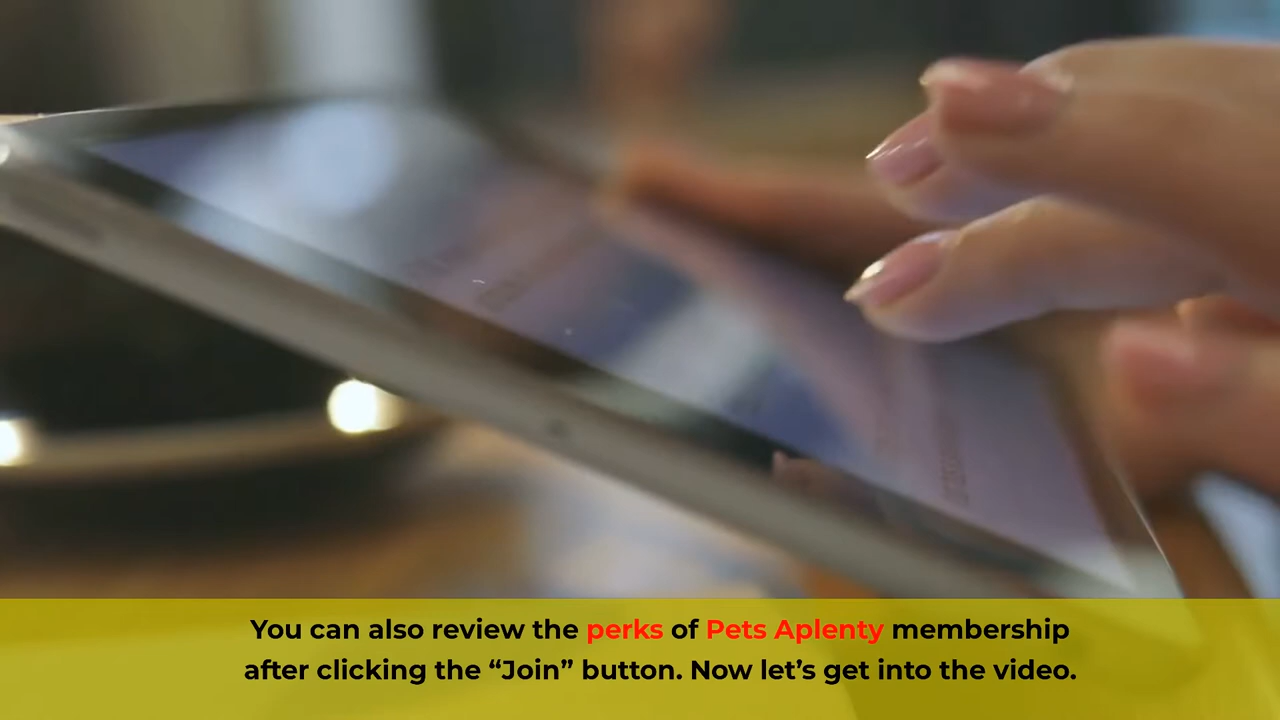 You can also review the perks of Pets Aplenty membership
after clicking the “Join” button. Now let’s get into the video.